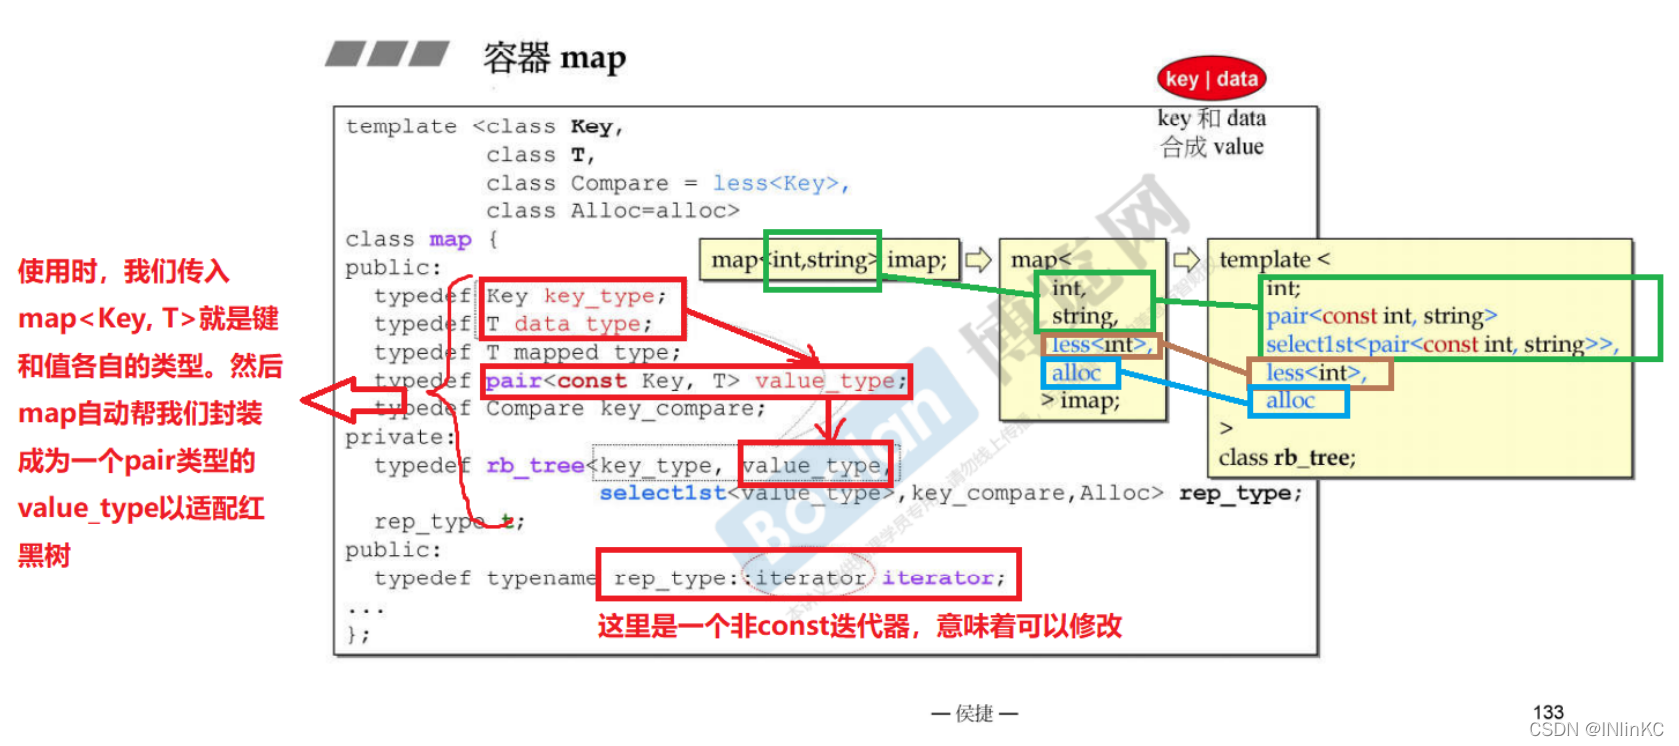 容器 map
key | data
key 和 data
合成 value
template <class Key,
class T,
class Compare = less<Key>,
class Alloc=alloc>
class map {
public:
typedef Key key_type;
typedef T data_type;
typedef T mapped_type;
typedef pair<const Key, T> value_type;
typedef Compare key_compare;
private:
typedef rb_tree<key_type, value_type,
select1st<value_type>,key_compare,Alloc> rep_type;
rep_type t;
public:
typedef typename rep_type::iterator iterator;
...
};
map<int,string> imap;
map<
int,
string,
less<int>,
alloc
> imap;
template <
int;
pair<const int, string>
select1st<pair<const int, string>>,
less<int>,
alloc
>
class rb_tree;
使用时，我们传入
map<Key, T>就是键
和值各自的类型。然后
map自动帮我们封装
成为一个pair类型的
value_type以适配红
黑树
这里是一个非const迭代器，意味着可以修改
Boolan
博览网
— 侯捷 —
133
CSDN @INlinKC